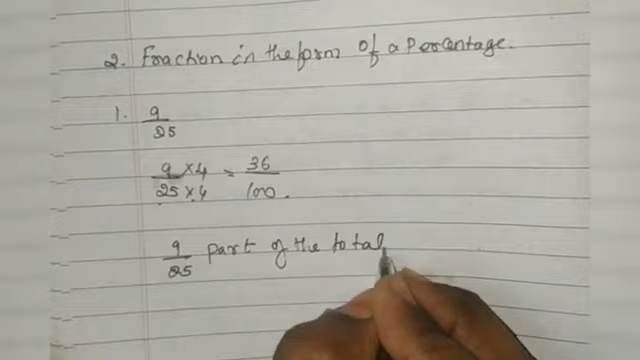 2. Fraction in the form of a Percentage.
1. 9/25
9×4/25×4 = 36/100.
9/25 part of the total